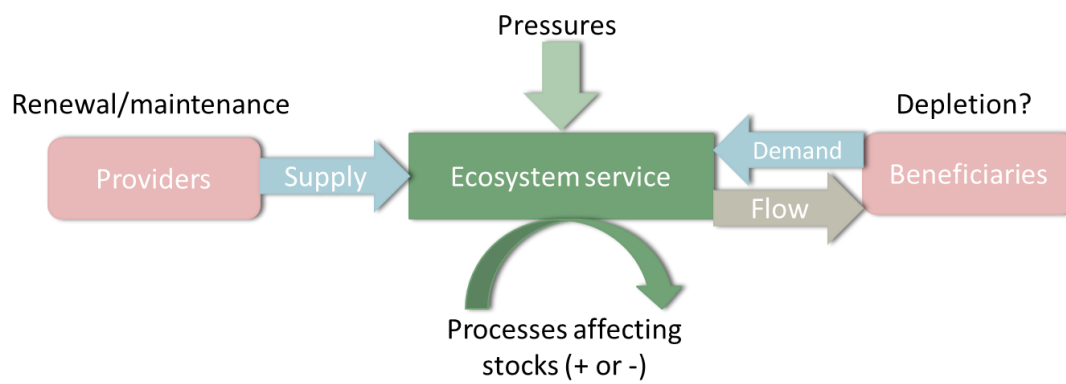 Pressures
Renewal/maintenance
Depletion?
Providers
Supply
Ecosystem service
Demand
Flow
Beneficiaries
Processes affecting
stocks (+ or -)